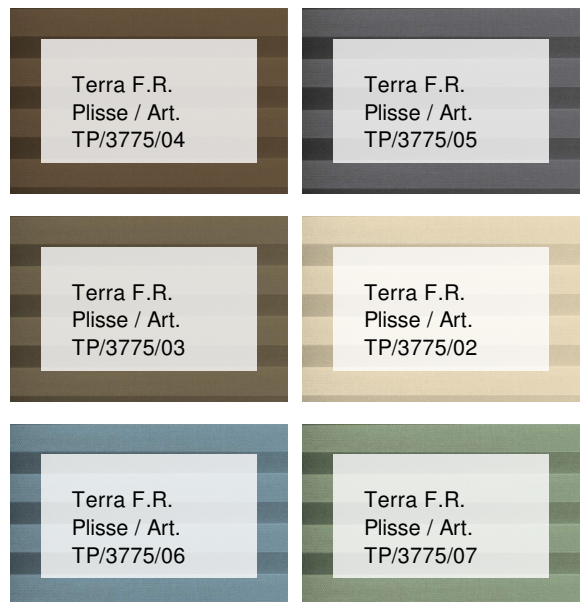 Terra F.R.
Plisse / Art.
TP/3775/04
Terra F.R.
Plisse / Art.
TP/3775/05
Terra F.R.
Plisse / Art.
TP/3775/03
Terra F.R.
Plisse / Art.
TP/3775/02
Terra F.R.
Plisse / Art.
TP/3775/06
Terra F.R.
Plisse / Art.
TP/3775/07